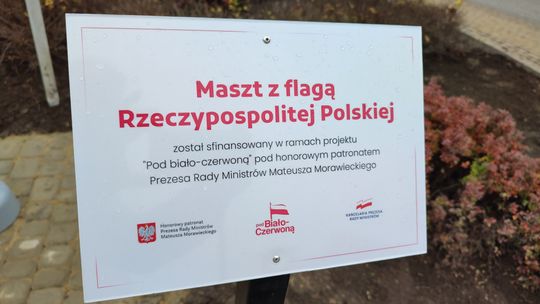 Maszt z flagą
Rzeczypospolitej Polskiej
został sfinansowany w ramach projektu
"Pod biało-czerwoną" pod honorowym patronatem
Prezesa Rady Ministrów Mateusza Morawieckiego
Honorowy patronat
Prezesa Rady Ministrów
Mateusza Morawieckiego
pod
Biało-
Czerwoną
KANCELARIA PREZESA
RADY MINISTRÓW